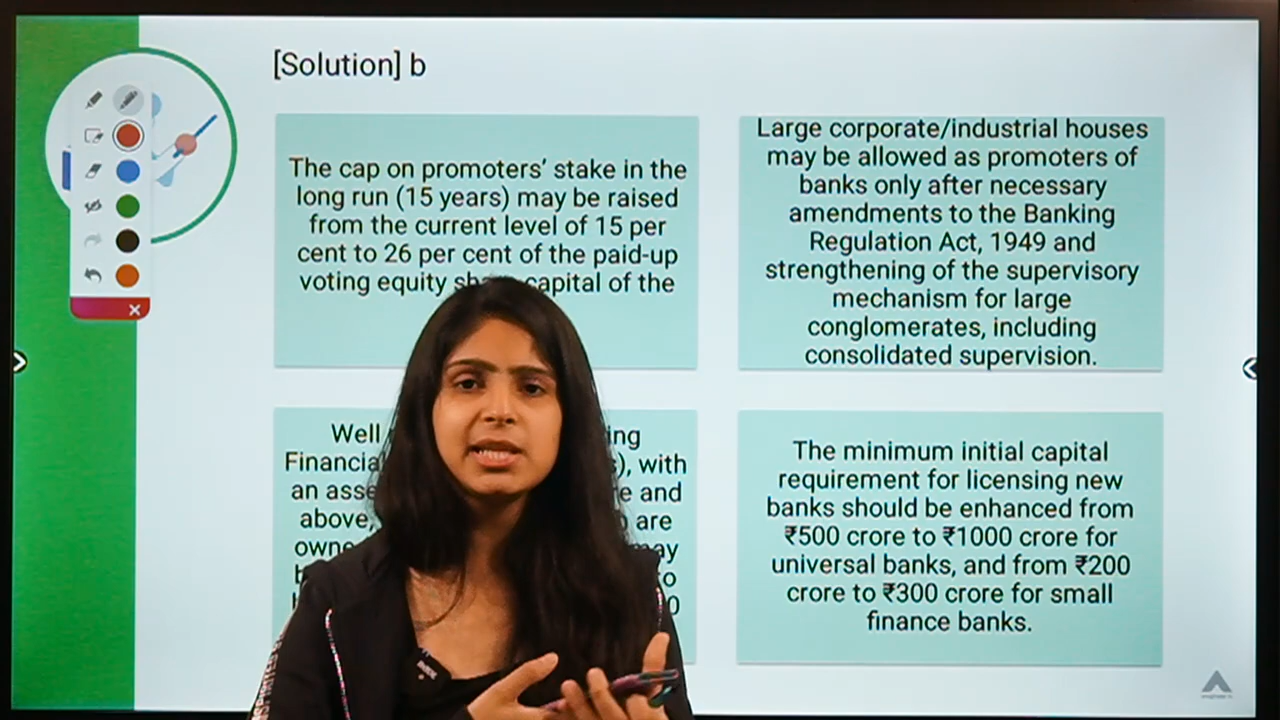 [Solution] b
The cap on promoters’ stake in the
long run (15 years) may be raised
from the current level of 15 per
cent to 26 per cent of the paid-up
voting equity capital of the
Large corporate/industrial houses
may be allowed as promoters of
banks only after necessary
amendments to the Banking
Regulation Act, 1949 and
strengthening of the supervisory
mechanism for large
conglomerates, including
consolidated supervision.
Well
with
an and
above, are
The minimum initial capital
requirement for licensing new
banks should be enhanced from
₹500 crore to ₹1000 crore for
universal banks, and from ₹200
crore to ₹300 crore for small
finance banks.